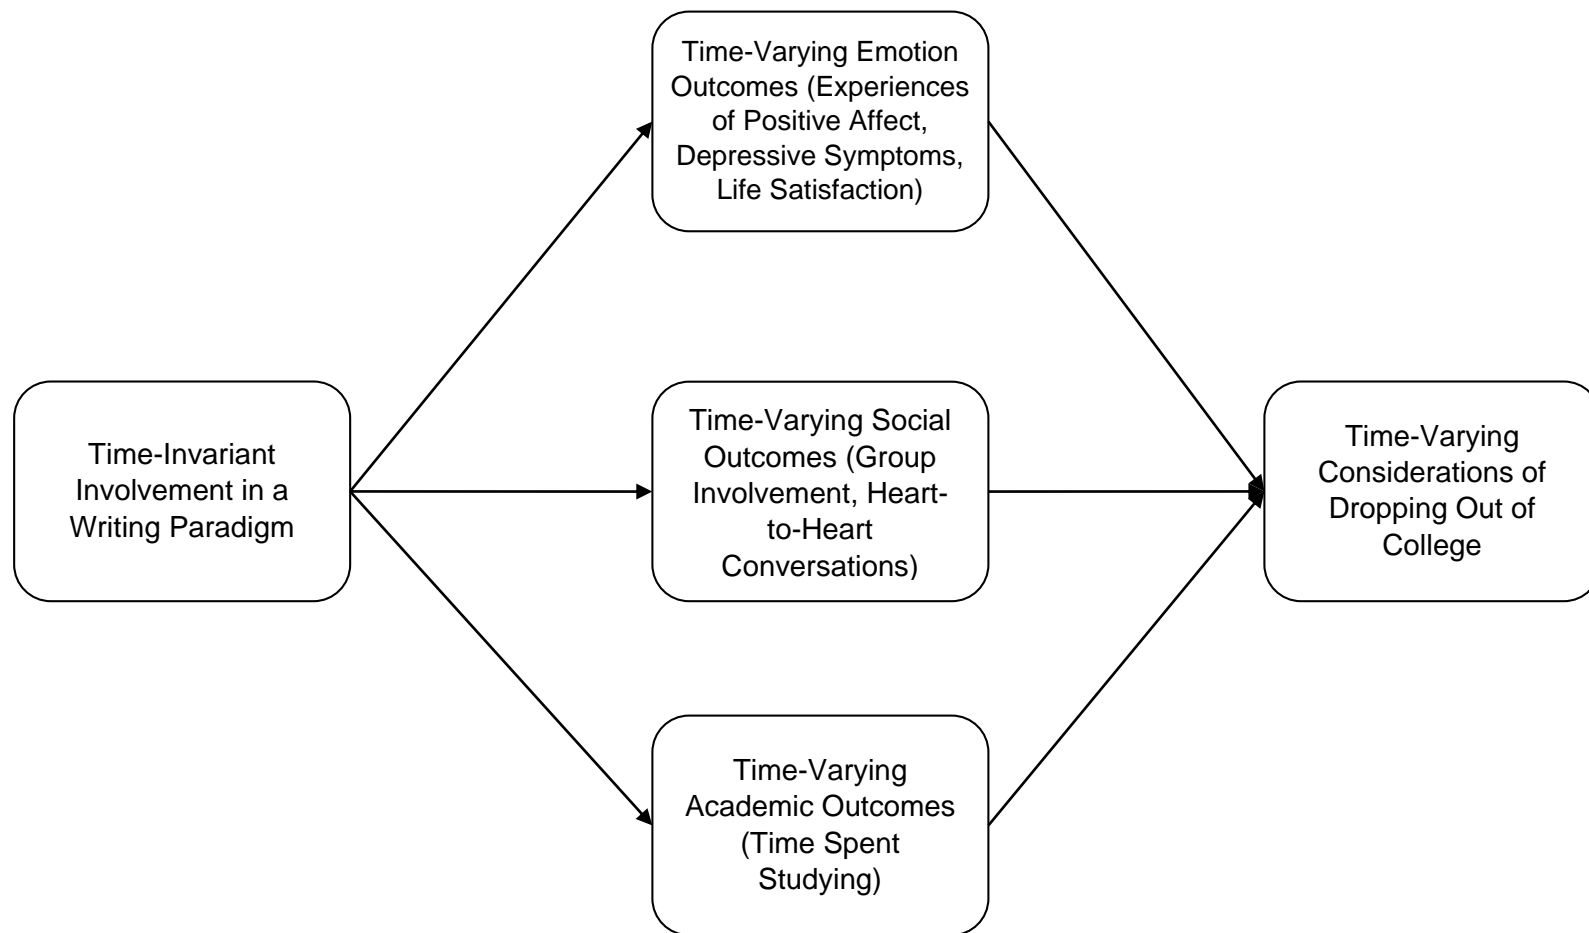 Time-Varying Emotion
Outcomes (Experiences
of Positive Affect,
Depressive Symptoms,
Life Satisfaction)
Time-Invariant
Involvement in a
Writing Paradigm
Time-Varying Social
Outcomes (Group
Involvement, Heart-
to-Heart
Conversations)
Time-Varying
Considerations of
Dropping Out of
College
Time-Varying
Academic Outcomes
(Time Spent
Studying)